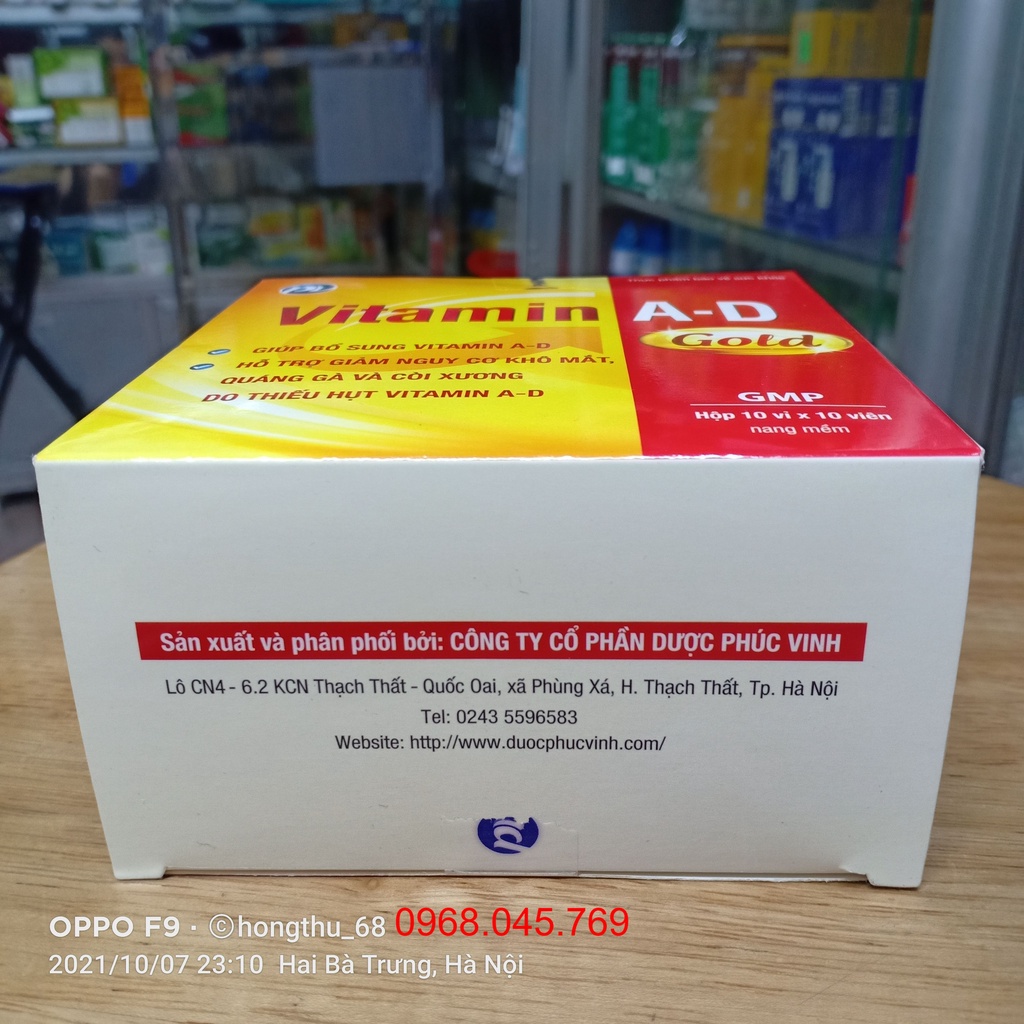 Vitamin A-D
Gold
GIÚP BỔ SUNG VITAMIN A-D
HỖ TRỢ GIẢM NGUY CƠ KHÔ MẮT,
QUÁNG GÀ VÀ CÒI XƯƠNG
DO THIẾU HỤT VITAMIN A-D
GMP
Hộp 10 vỉ x 10 viên
nang mềm
Sản xuất và phân phối bởi: CÔNG TY CỔ PHẦN DƯỢC PHÚC VINH
Lô CN4 - 6.2 KCN Thạch Thất - Quốc Oai, xã Phùng Xá, H. Thạch Thất, Tp. Hà Nội
Tel: 0243 5596583
Website: http://www.duocphucvinh.com/
OPPO F9 · ©hongthu_68 0968.045.769
2021/10/07 23:10 Hai Bà Trưng, Hà Nội